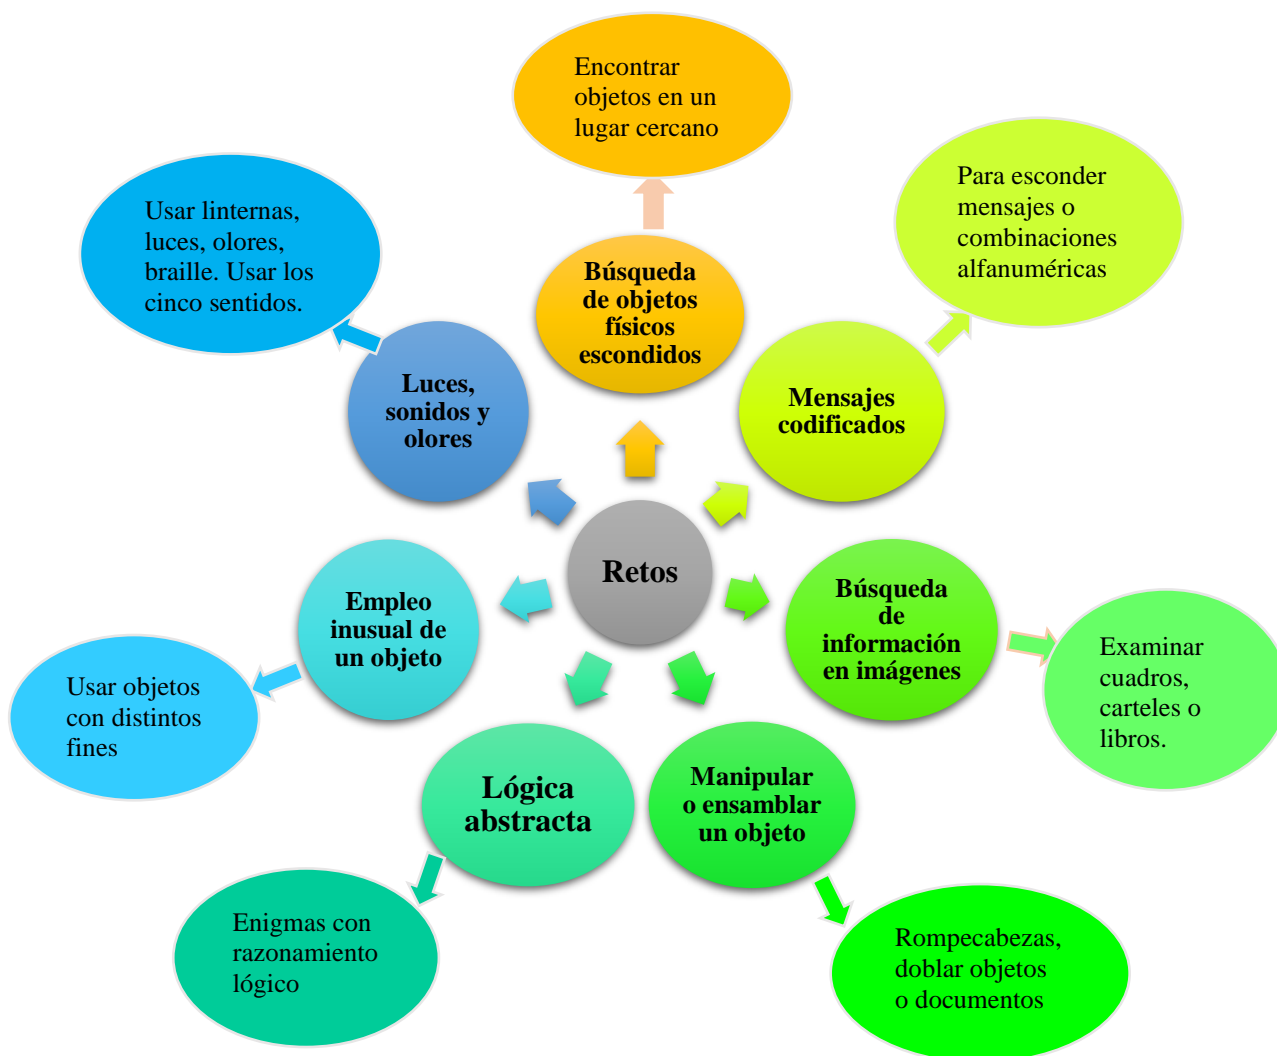 Encontrar
objetos en un
lugar cercano
Para esconder
mensajes o
combinaciones
alfanuméricas
Usar linternas,
luces, olores,
braille. Usar los
cinco sentidos.
Búsqueda
de objetos
físicos
escondidos
Luces,
sonidos y
olores
Mensajes
codificados
Retos
Empleo
inusual de
un objeto
Búsqueda
de
información
en imágenes
Usar objetos
con distintos
fines
Examinar
cuadros,
carteles o
libros.
Lógica
abstracta
Manipular
o ensamblar
un objeto
Enigmas con
razonamiento
lógico
Rompecabezas,
doblar objetos
o documentos